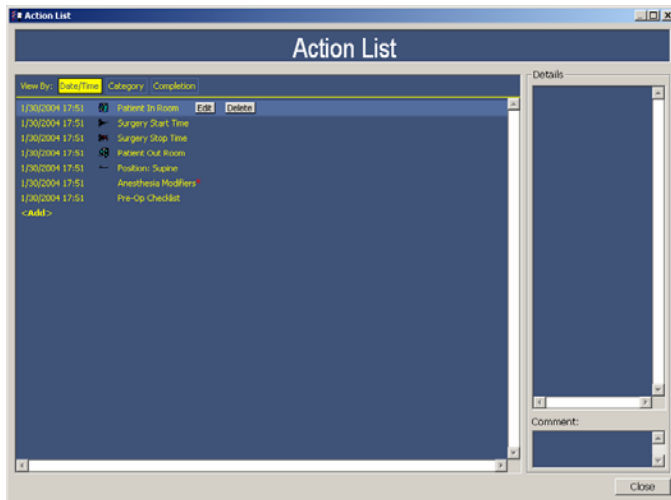 Action List
Action List
View By: Date/Time Category Completion
1/30/2004 17:51 Patient In Room Edit Delete
1/30/2004 17:51 Surgery Start Time
1/30/2004 17:51 Surgery Stop Time
1/30/2004 17:51 Patient Out Room
1/30/2004 17:51 Position: Supine
1/30/2004 17:51 Anesthesia Modifiers*
1/30/2004 17:51 Pre-Op Checklist
<Add>
Details
Comment:
Close